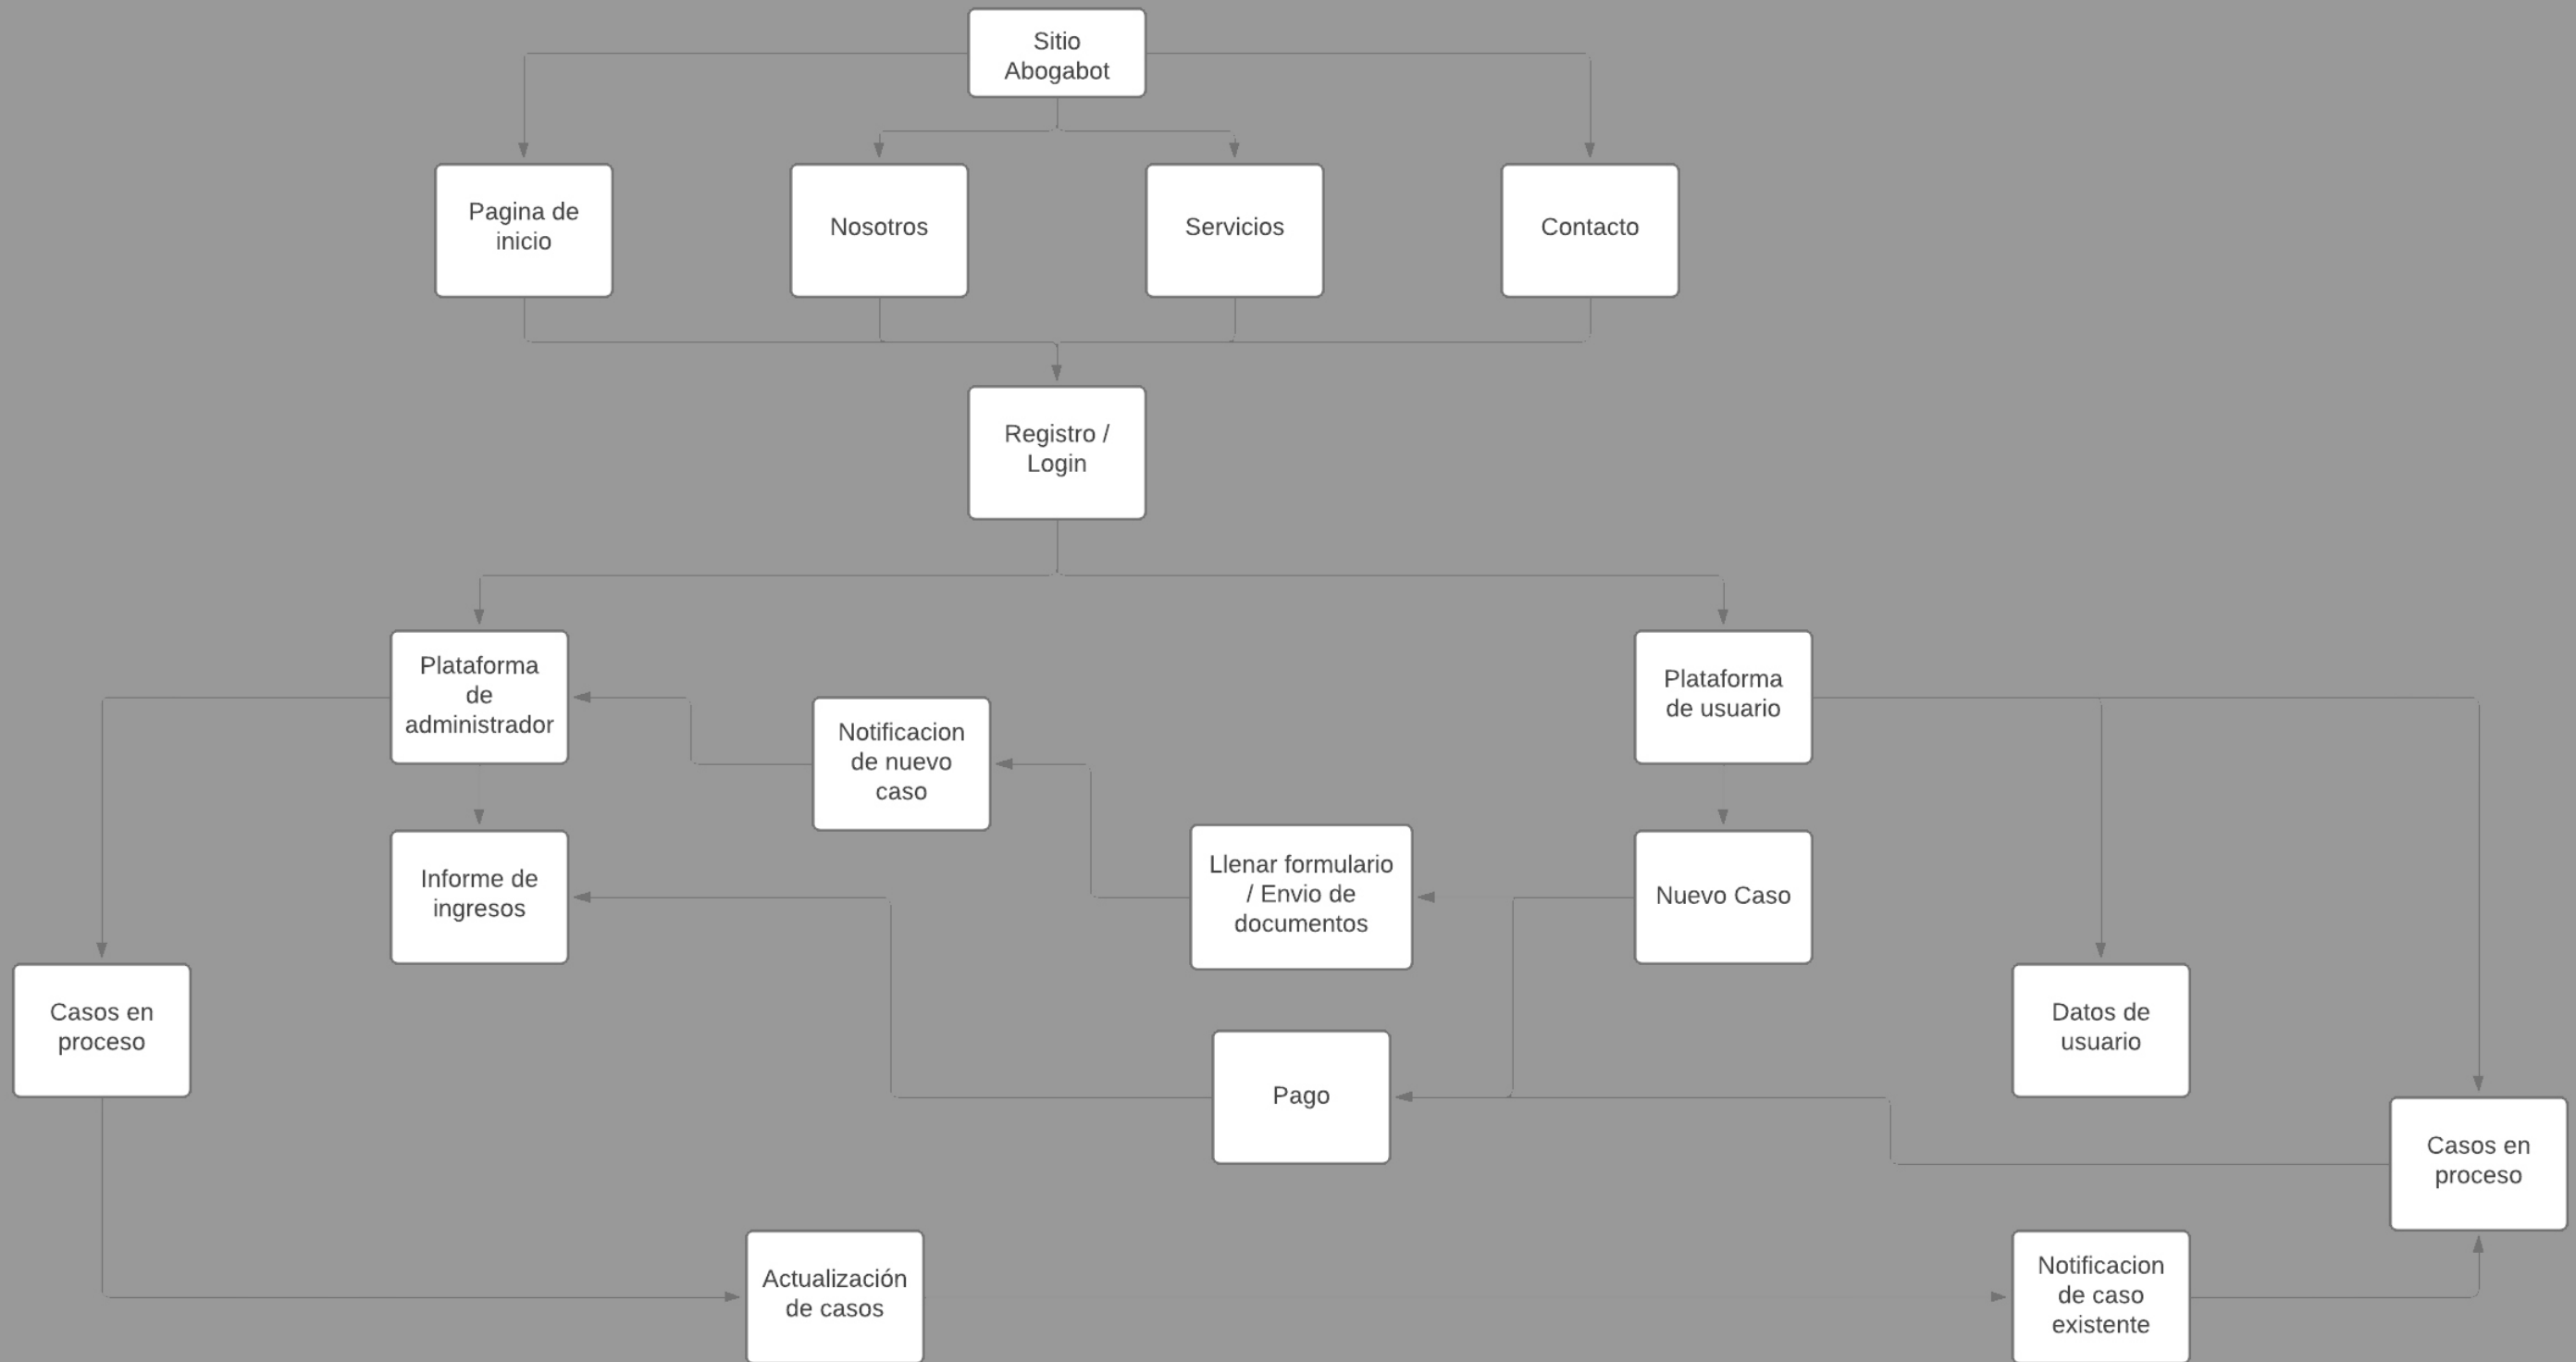 Sitio
Abogabot
Pagina de
inicio
Nosotros
Servicios
Contacto
Registro /
Login
Plataforma
de
administrador
Plataforma
de usuario
Notificacion
de nuevo
caso
Informe de
ingresos
Llenar formulario
/ Envio de
documentos
Nuevo Caso
Casos en
proceso
Datos de
usuario
Pago
Casos en
proceso
Actualización
de casos
Notificacion
de caso
existente